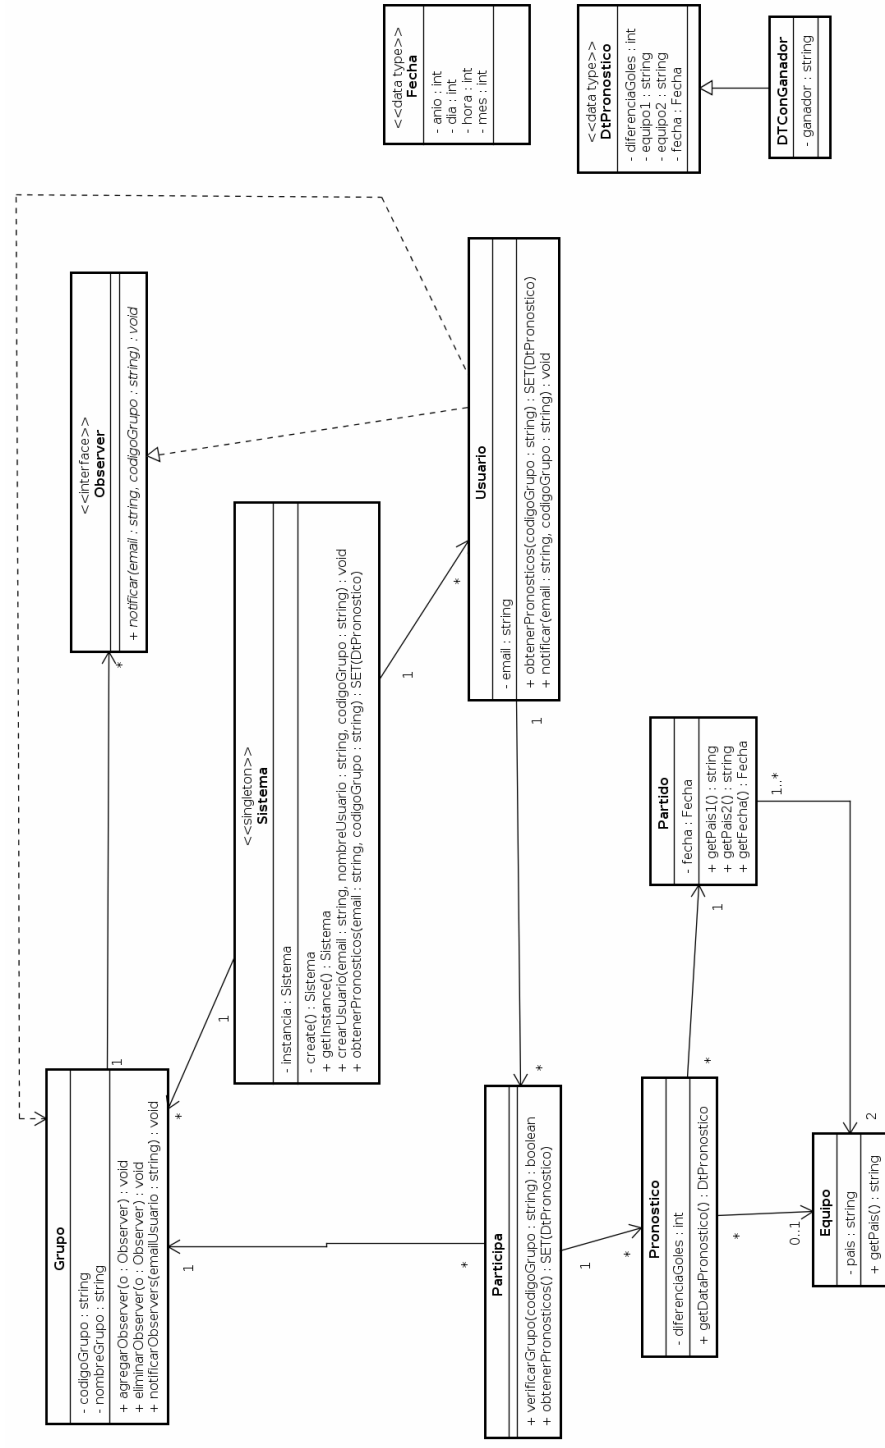 <<data type>>
Fecha
- anio : int
- dia : int
- hora : int
- mes : int
<<data type>>
DtPronostico
- diferenciaGoles : int
- equipo1 : string
- equipo2 : string
- fecha : Fecha
DTConGanador
- ganador : string
<<interface>>
Observer
+ notificar(email : string, codigoGrupo : string) : void
*
1
<<singleton>>
Sistema
- instancia : Sistema
- create() : Sistema
+ getInstance() : Sistema
+ crearUsuario(email : string, nombreUsuario : string, codigoGrupo : string) : void
+ obtenerPronosticos(email : string, codigoGrupo : string) : SET(DtPronostico)
1
*
1
*
Usuario
- email : string
+ obtenerPronosticos(codigoGrupo : string) : SET(DtPronostico)
+ notificar(email : string, codigoGrupo : string) : void
1
*
Grupo
- codigoGrupo : string
- nombreGrupo : string
+ agregarObserver(o : Observer) : void
+ eliminarObserver(o : Observer) : void
+ notificarObservers(emailUsuario : string) : void
1
*
Participa
+ verificarGrupo(codigoGrupo : string) : boolean
+ obtenerPronosticos() : SET(DtPronostico)
1
*
Pronostico
- diferenciaGoles : int
+ getDataPronostico() : DtPronostico
*
1
*
0..1
Partido
- fecha : Fecha
+ getPais1() : string
+ getPais2() : string
+ getFecha() : Fecha
1..*
2
Equipo
- pais : string
+ getPais() : string